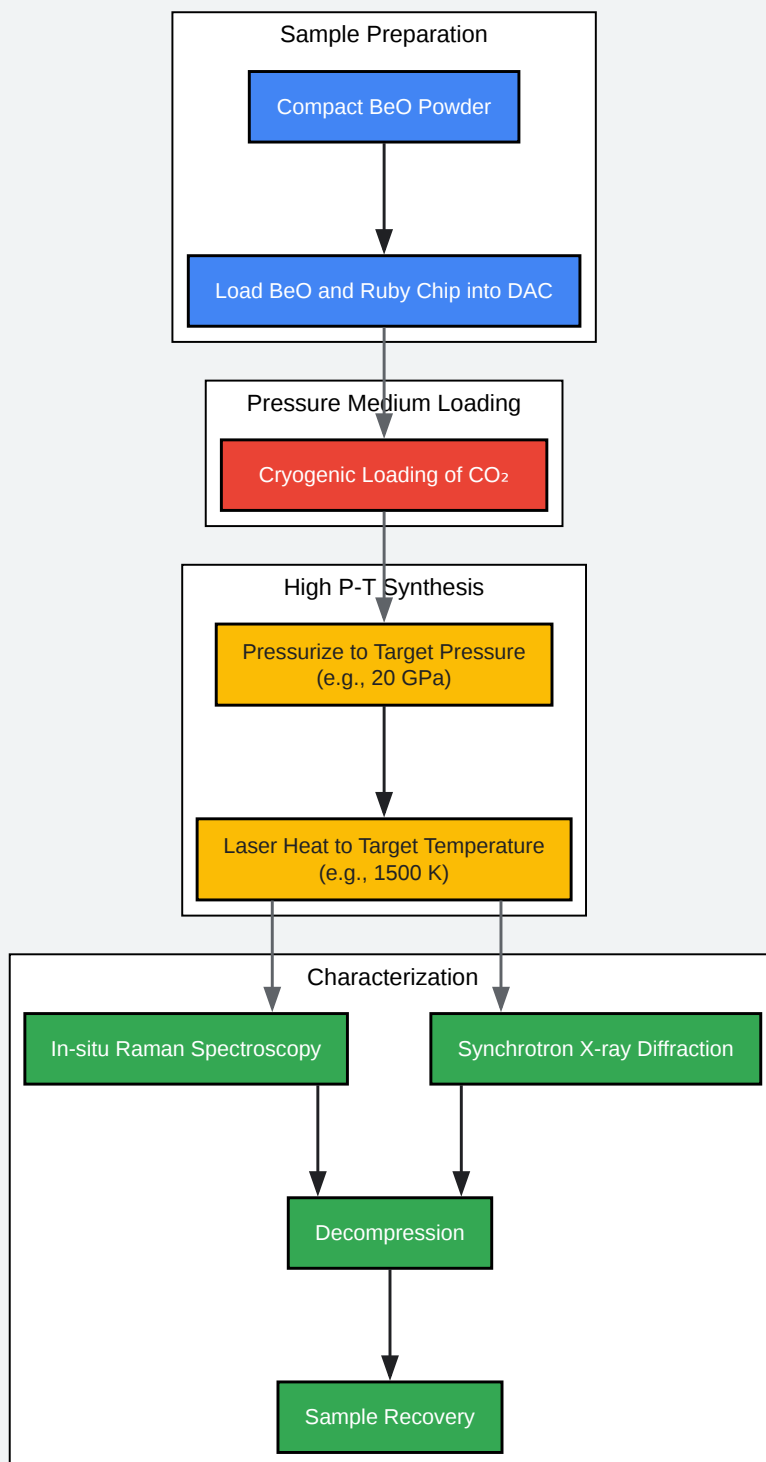 Sample Preparation
Compact BeO Powder
Load BeO and Ruby Chip into DAC
Pressure Medium Loading
Cryogenic Loading of CO₂
High P-T Synthesis
Pressurize to Target Pressure
(e.g., 20 GPa)
Laser Heat to Target Temperature
(e.g., 1500 K)
Characterization
In-situ Raman Spectroscopy
Synchrotron X-ray Diffraction
Decompression
Sample Recovery